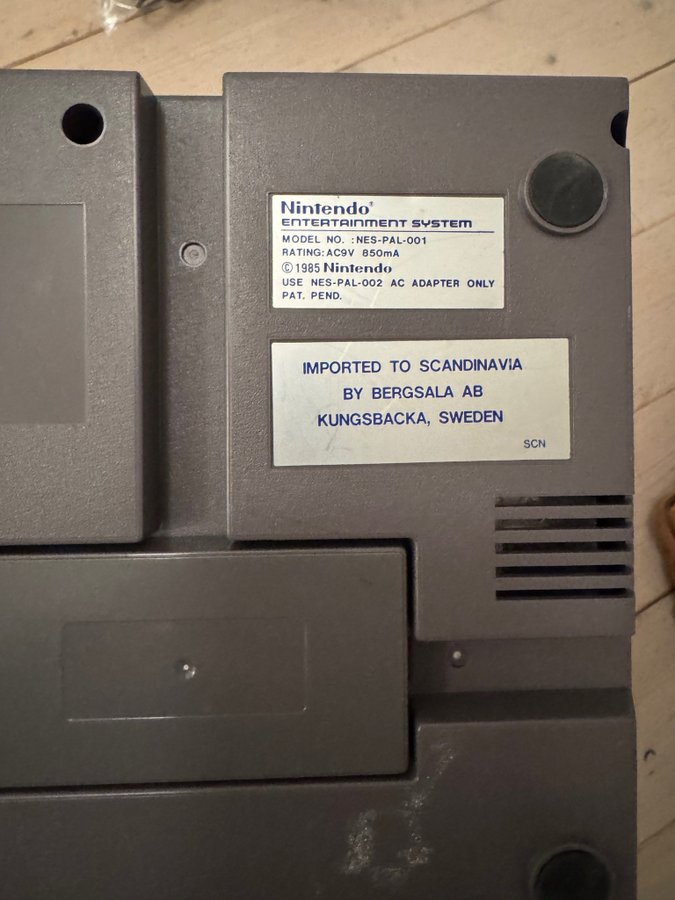 Nintendo®
ENTERTAINMENT SYSTEM
MODEL NO. :NES-PAL-001
RATING:AC9V 850mA
©1985 Nintendo
USE NES-PAL-002 AC ADAPTER ONLY
PAT. PEND.
IMPORTED TO SCANDINAVIA
BY BERGSALA AB
KUNGSBACKA, SWEDEN
SCN